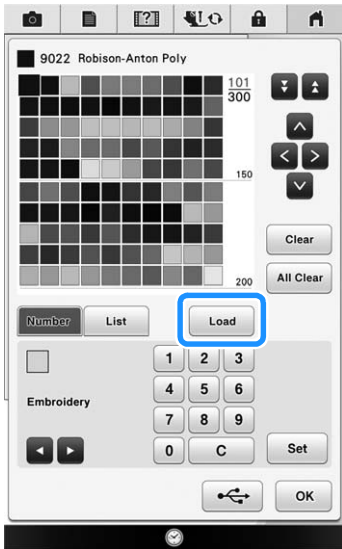 9022 Robison-Anton Poly
101
300
150
200
Clear
All Clear
Number
List
Load
Embroidery
1 2 3
4 5 6
7 8 9
0 C
Set
OK